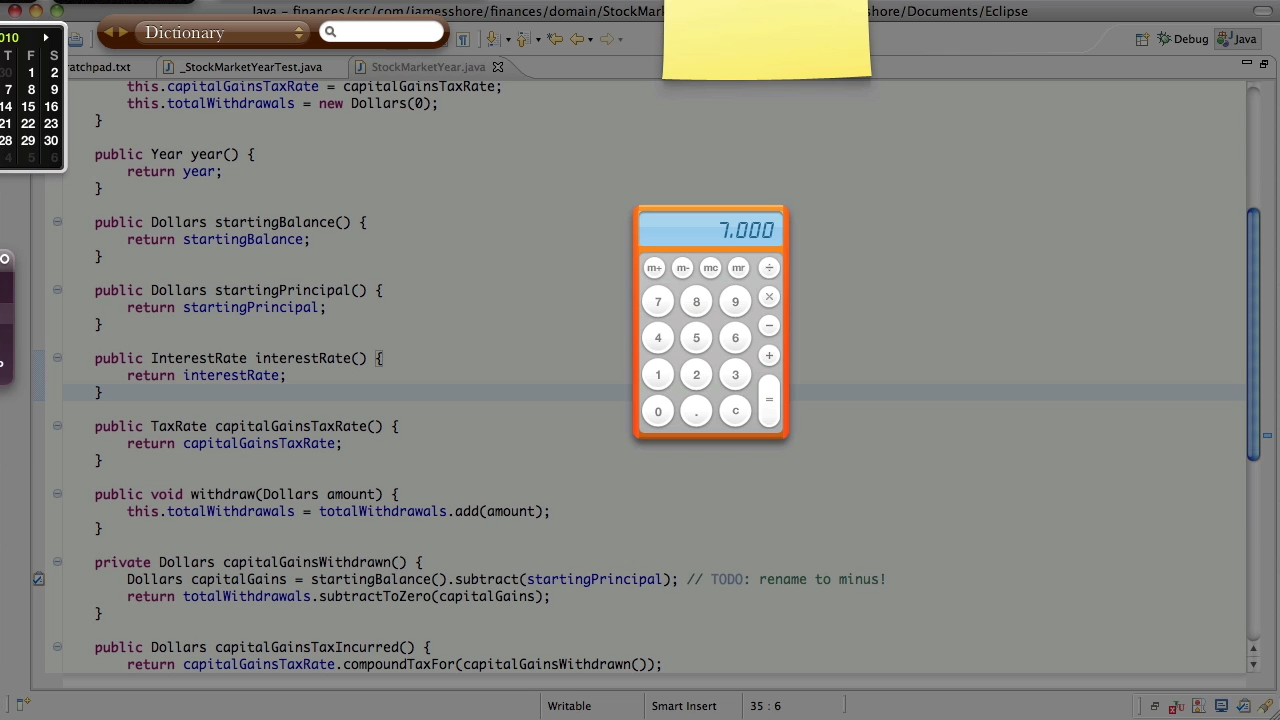 Java – finances/src/com/jamesshore/finances/domain/StockMarket
shore/Documents/Eclipse
Dictionary
Debug
Java
010
tchpad.txt
_StockMarketYearTest.java
StockMarketYear.java
T F S
30 1 2
7 8 9
14 15 16
21 22 23
28 29 30
4 5 6
this.capitalGainsTaxRate = capitalGainsTaxRate;
this.totalWithdrawals = new Dollars(0);
}
public Year year() {
return year;
}
public Dollars startingBalance() {
return startingBalance;
}
public Dollars startingPrincipal() {
return startingPrincipal;
}
public InterestRate interestRate() {
return interestRate;
}
public TaxRate capitalGainsTaxRate() {
return capitalGainsTaxRate;
}
public void withdraw(Dollars amount) {
this.totalWithdrawals = totalWithdrawals.add(amount);
}
private Dollars capitalGainsWithdrawn() {
Dollars capitalGains = startingBalance().subtract(startingPrincipal); // TODO: rename to minus!
return totalWithdrawals.subtractToZero(capitalGains);
}
public Dollars capitalGainsTaxIncurred() {
return capitalGainsTaxRate.compoundTaxFor(capitalGainsWithdrawn());
7.000
m+ m- mc mr ÷
7 8 9 ×
4 5 6 −
1 2 3 +
0 . c =
Writable
Smart Insert
35 : 6